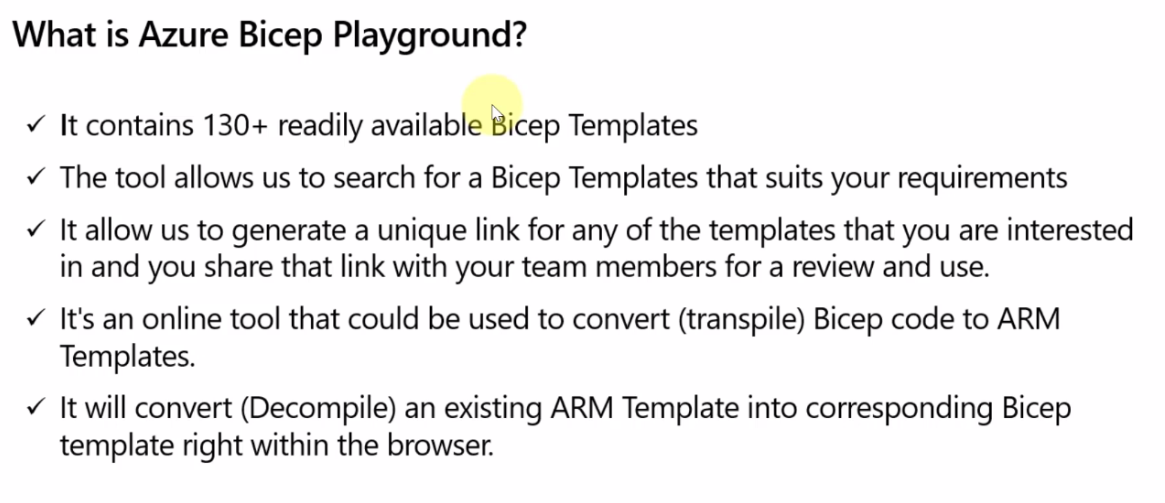 What is Azure Bicep Playground?
✓ It contains 130+ readily available Bicep Templates
✓ The tool allows us to search for a Bicep Templates that suits your requirements
✓ It allow us to generate a unique link for any of the templates that you are interested
in and you share that link with your team members for a review and use.
✓ It's an online tool that could be used to convert (transpile) Bicep code to ARM
Templates.
✓ It will convert (Decompile) an existing ARM Template into corresponding Bicep
template right within the browser.